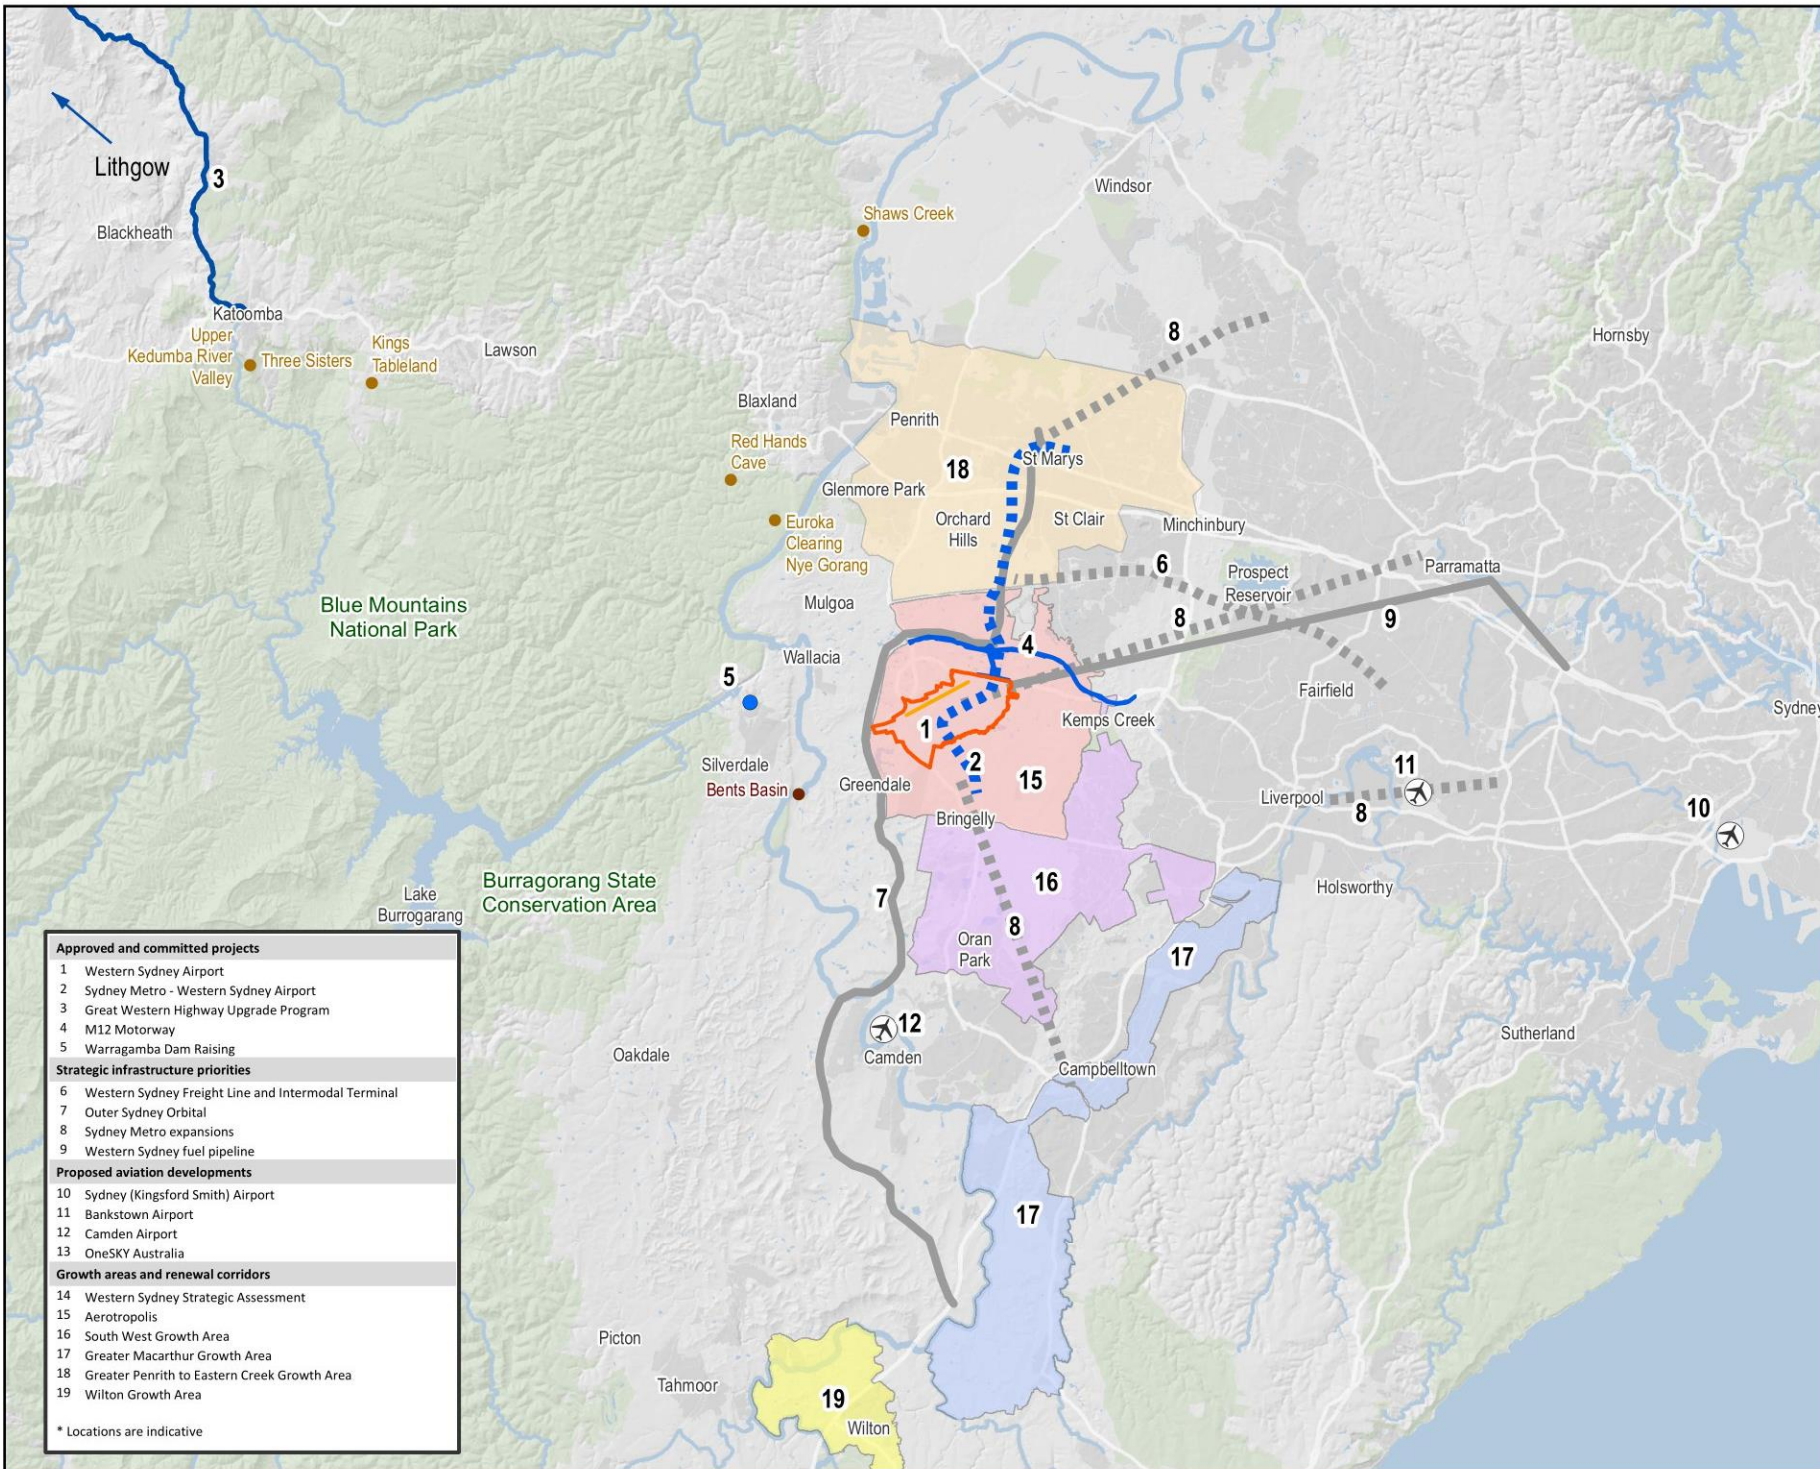 Lithgow
3
Blackheath
Katoomba
Upper
Kedumba River
Valley
Three Sisters
Kings
Tableland
Lawson
Shaws Creek
Windsor
Hornsby
8
Blaxland
Penrith
Red Hands
Cave
18
St Marys
Glenmore Park
Orchard
Hills
St Clair
Minchinbury
Euroka
Clearing
Nye Gorang
6
Prospect
Reservoir
Parramatta
Blue Mountains
National Park
Mulgoa
8
9
4
Wallacia
5
Fairfield
Sydney
1
Kemps Creek
2
15
Silverdale
Bents Basin
Greendale
11
Liverpool
8
10
Bringelly
16
Holsworthy
Burragorang State
Conservation Area
Lake
Burrogarang
7
8
Oran
Park
17
12
Camden
Oakdale
Campbelltown
Sutherland
17
Picton
Tahmoor
19
Wilton
Approved and committed projects
1 Western Sydney Airport
2 Sydney Metro - Western Sydney Airport
3 Great Western Highway Upgrade Program
4 M12 Motorway
5 Warragamba Dam Raising
Strategic infrastructure priorities
6 Western Sydney Freight Line and Intermodal Terminal
7 Outer Sydney Orbital
8 Sydney Metro expansions
9 Western Sydney fuel pipeline
Proposed aviation developments
10 Sydney (Kingsford Smith) Airport
11 Bankstown Airport
12 Camden Airport
13 OneSKY Australia
Growth areas and renewal corridors
14 Western Sydney Strategic Assessment
15 Aerotropolis
16 South West Growth Area
17 Greater Macarthur Growth Area
18 Greater Penrith to Eastern Creek Growth Area
19 Wilton Growth Area
* Locations are indicative